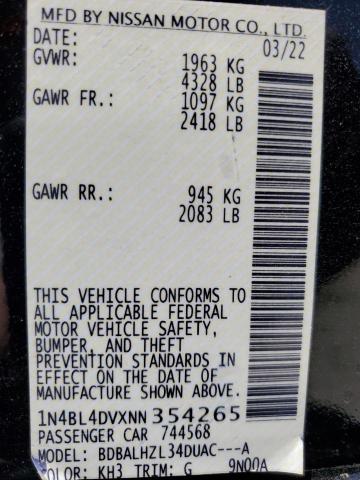 MFD BY NISSAN MOTOR CO., LTD.
DATE: 03/22
GVWR: 1963 KG
4328 LB
GAWR FR.: 1097 KG
2418 LB
GAWR RR.: 945 KG
2083 LB
THIS VEHICLE CONFORMS TO
ALL APPLICABLE FEDERAL
MOTOR VEHICLE SAFETY,
BUMPER, AND THEFT
PREVENTION STANDARDS IN
EFFECT ON THE DATE OF
MANUFACTURE SHOWN ABOVE.
1N4BL4DVXNN354265
PASSENGER CAR 744568
MODEL: BDBALHZL34DUAC---A
COLOR: KH3 TRIM: G 9N00A